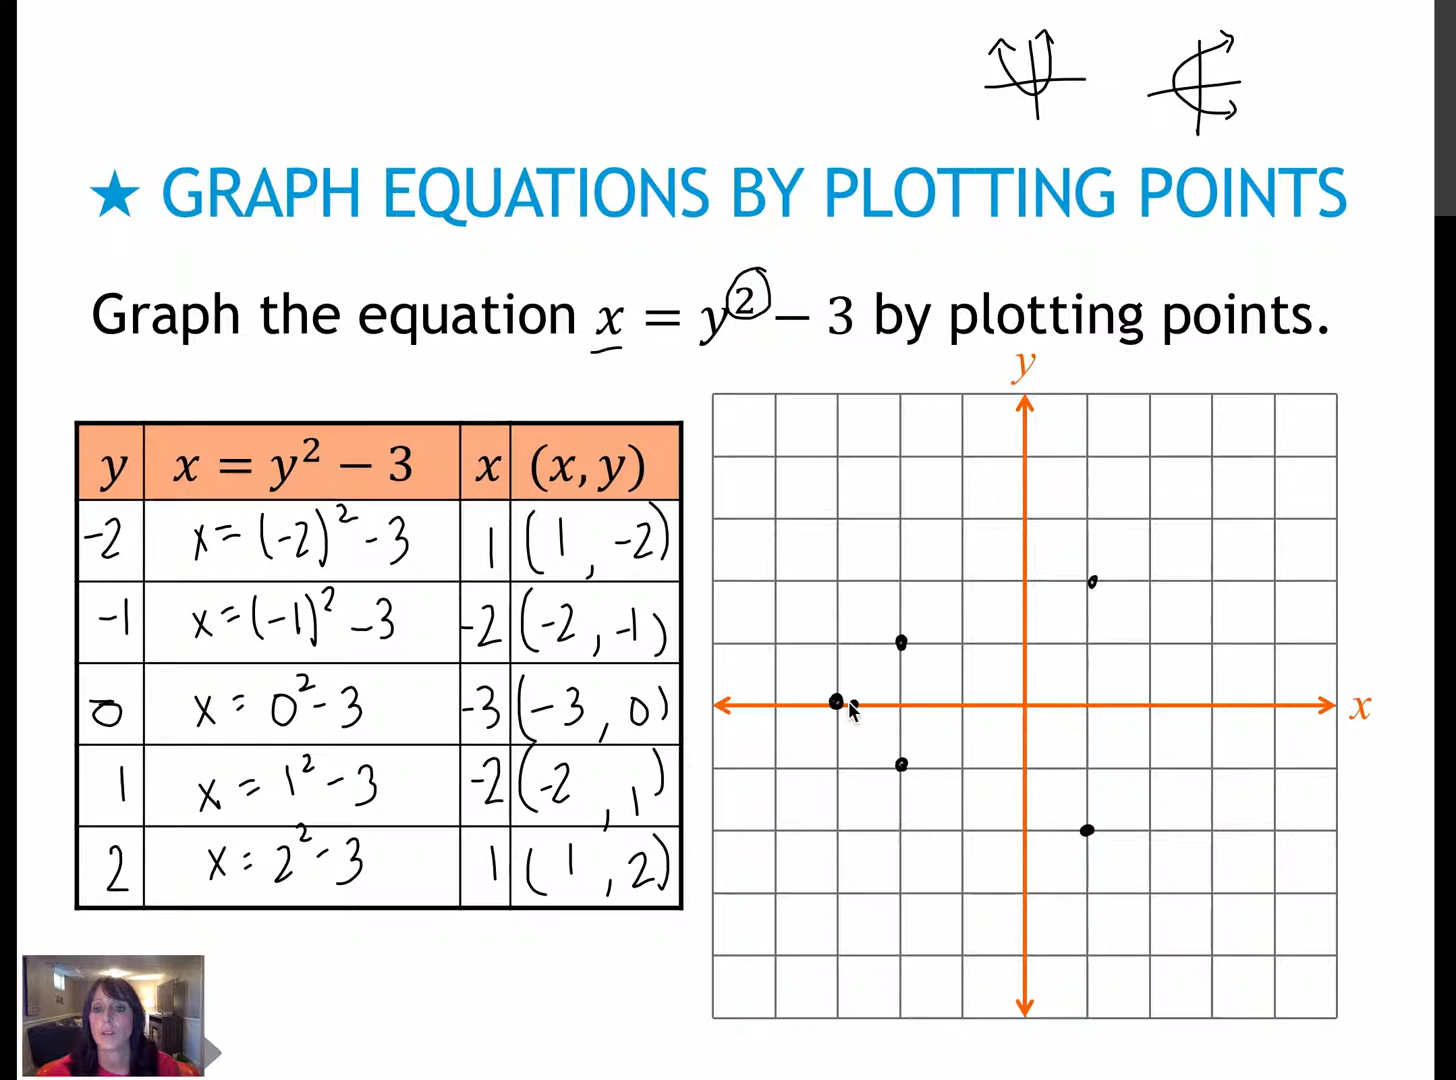 ★ GRAPH EQUATIONS BY PLOTTING POINTS
Graph the equation x = y² – 3 by plotting points.
y x = y² − 3 x (x, y)
-2 x = (-2)² - 3 1 (1, -2)
-1 x = (-1)² - 3 -2 (-2, -1)
0 x = 0² - 3 -3 (-3, 0)
1 x = 1² - 3 -2 (-2, 1)
2 x = 2² - 3 1 (1, 2)
y
x